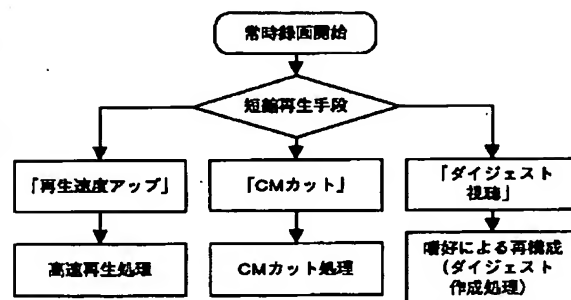 常時録画開始
短縮再生手段
「再生速度アップ」
「CMカット」
「ダイジェスト
視聴」
高速再生処理
CMカット処理
嗜好による再構成
（ダイジェスト
作成処理）